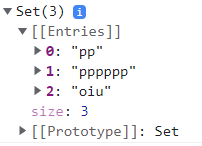 Set(3) i
[[Entries]]
0: "pp"
1: "pppppp"
2: "oiu"
size: 3
[[Prototype]]: Set